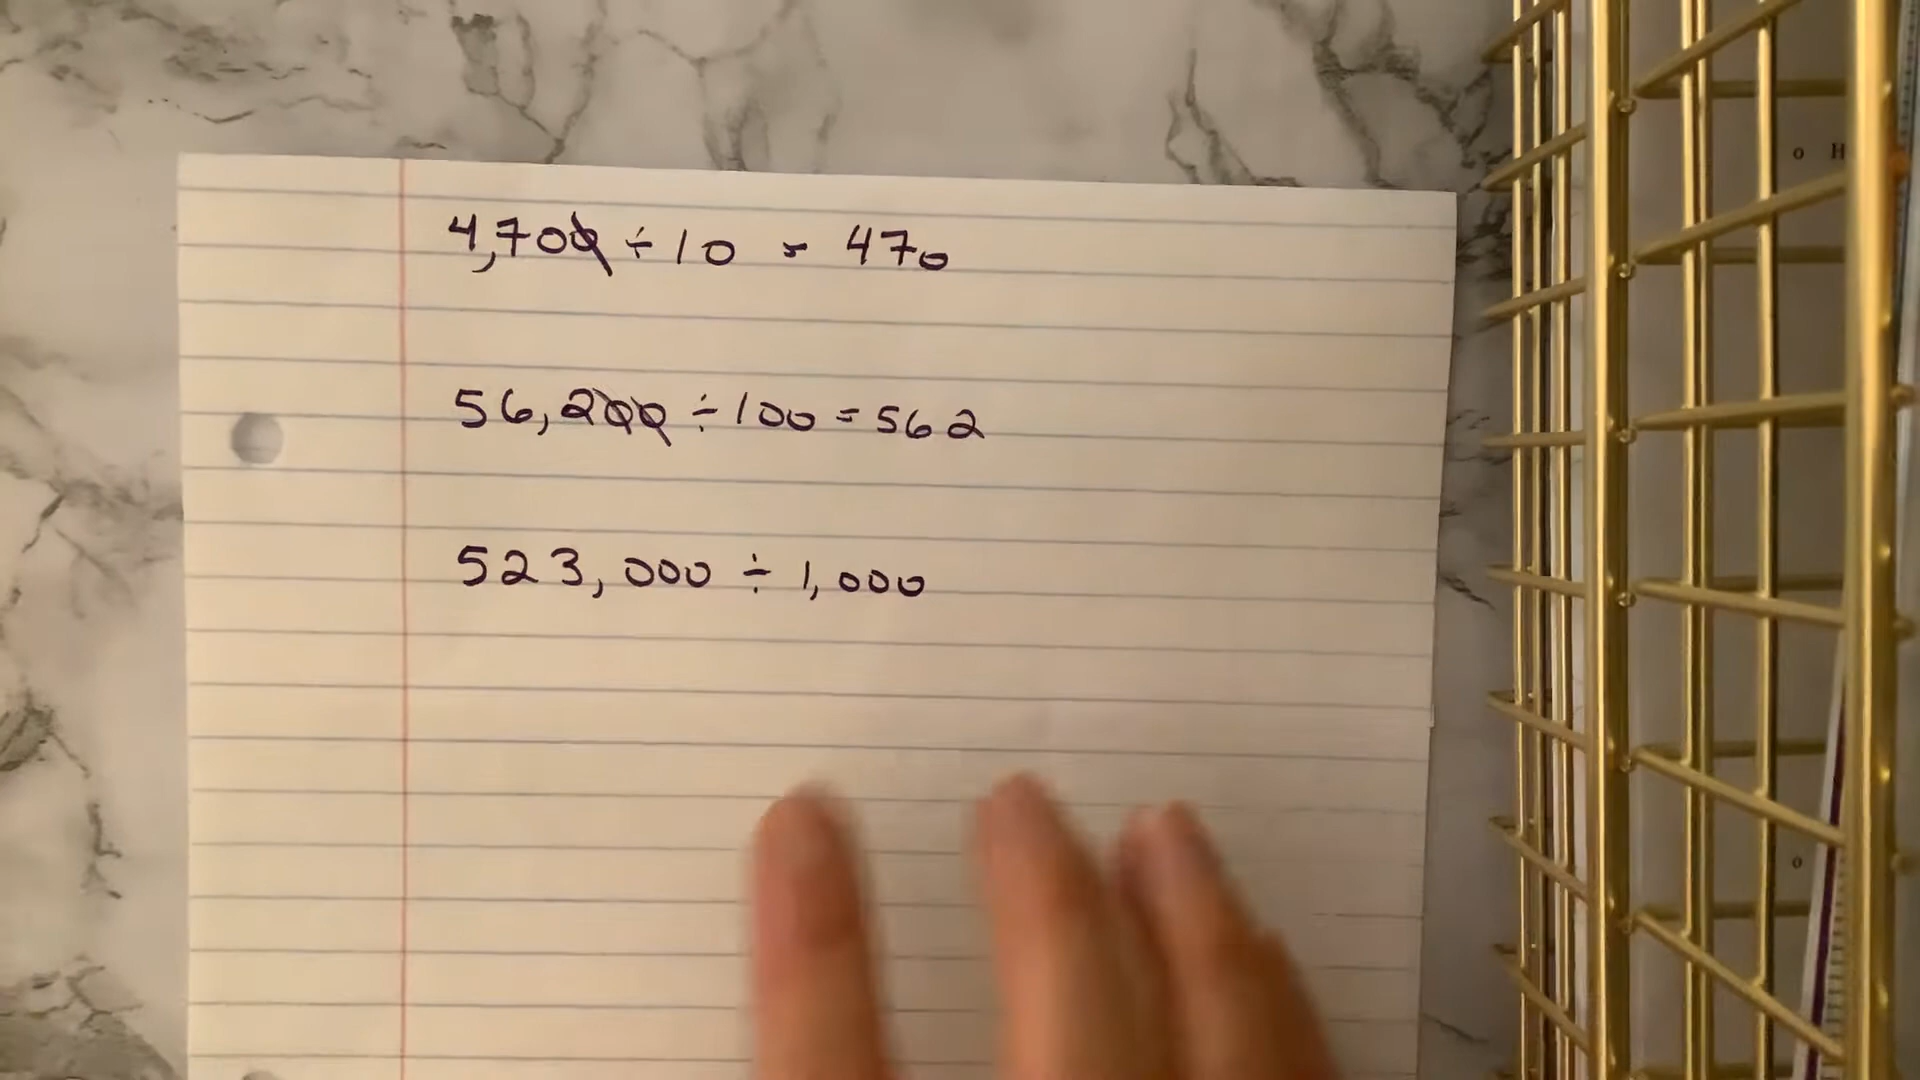 4,700 ÷ 10 = 470
56,200 ÷ 100 = 562
523,000 ÷ 1,000
o H
o